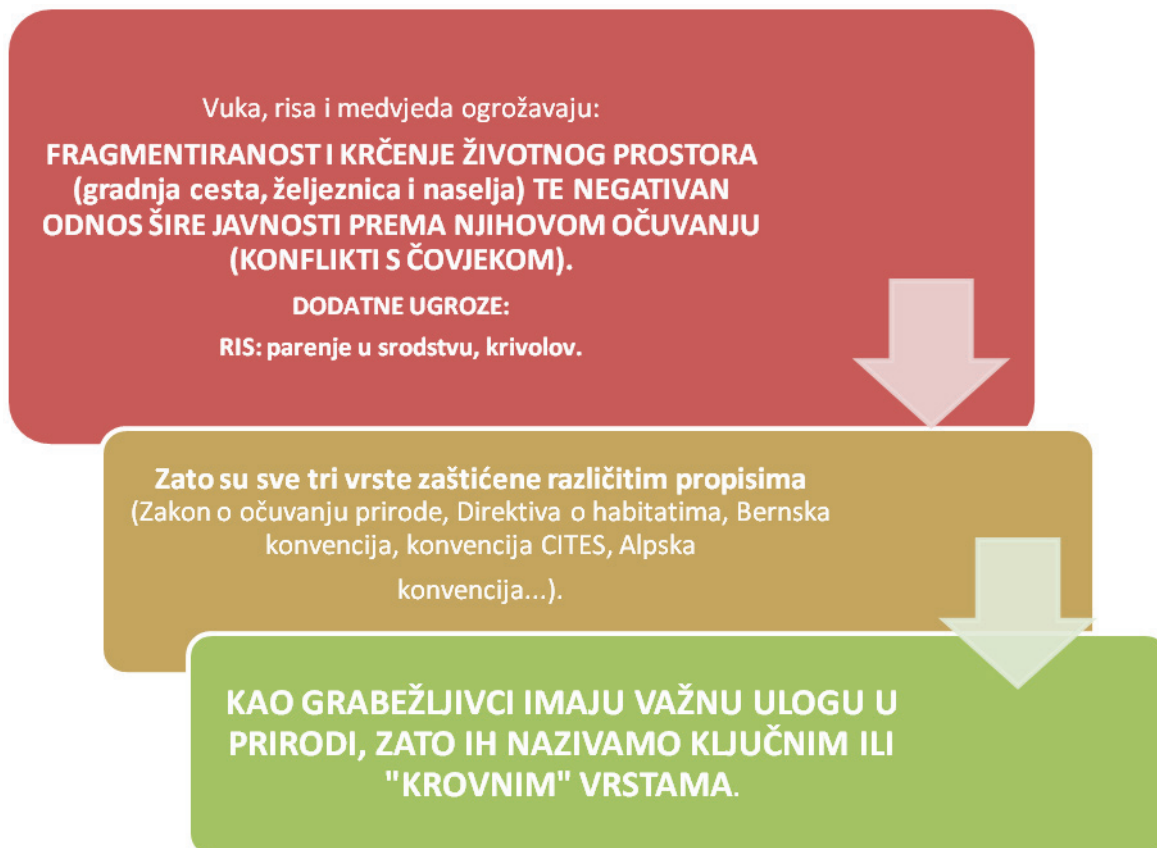 Vuka, risa i medvjeda ogrožavaju:
FRAGMENTIRANOST I KRČENJE ŽIVOTNOG PROSTORA
(gradnja cesta, željeznica i naselja) TE NEGATIVAN
ODNOS ŠIRE JAVNOSTI PREMA NJIHOVOM OČUVANJU
(KONFLIKTI S ČOVJEKOM).
DODATNE UGROZE:
RIS: parenje u srodstvu, krivolov.
Zato su sve tri vrste zaštićene različitim propisima
(Zakon o očuvanju prirode, Direktiva o habitatima, Bernska
konvencija, konvencija CITES, Alpska
konvencija...).
KAO GRABEŽLJIVCI IMAJU VAŽNU ULOGU U
PRIRODI, ZATO IH NAZIVAMO KLJUČNIM ILI
"KROVNIM" VRSTAMA.